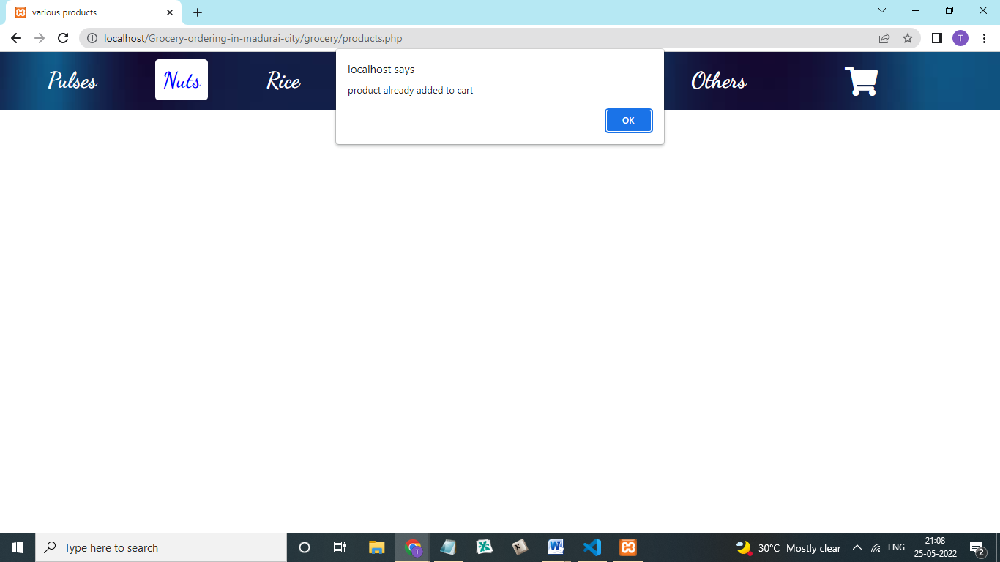 various products
localhost/Grocery-ordering-in-madurai-city/grocery/products.php
T
Pulses
Nuts
Rice
Others
localhost says
product already added to cart
OK
Type here to search
T
K
W
30°C Mostly clear
ENG
21:08
25-05-2022
2